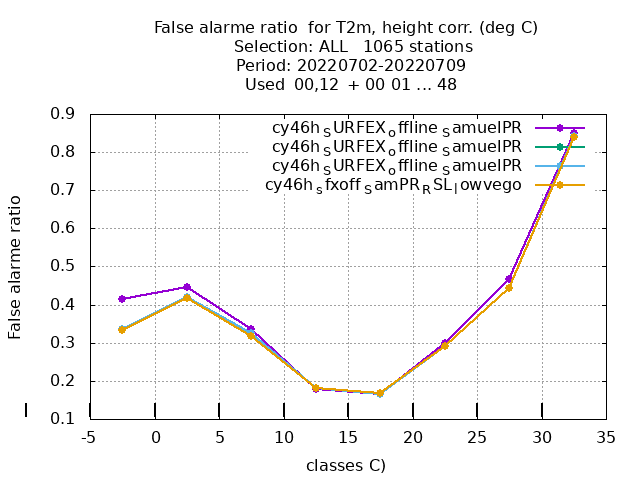 False alarme ratio for T2m, height corr. (deg C)
Selection: ALL 1065 stations
Period: 20220702-20220709
Used 00,12 + 00 01 ... 48
cy46h_SURFEX_offline_SamuelPR
cy46h_SURFEX_offline_SamuelPR
cy46h_SURFEX_offline_SamuelPR
cy46h_sfxoff_SamPR_RSL_lowvego
0.9
0.8
0.7
0.6
0.5
0.4
0.3
0.2
0.1
False alarme ratio
-5 0 5 10 15 20 25 30 35
classes C)